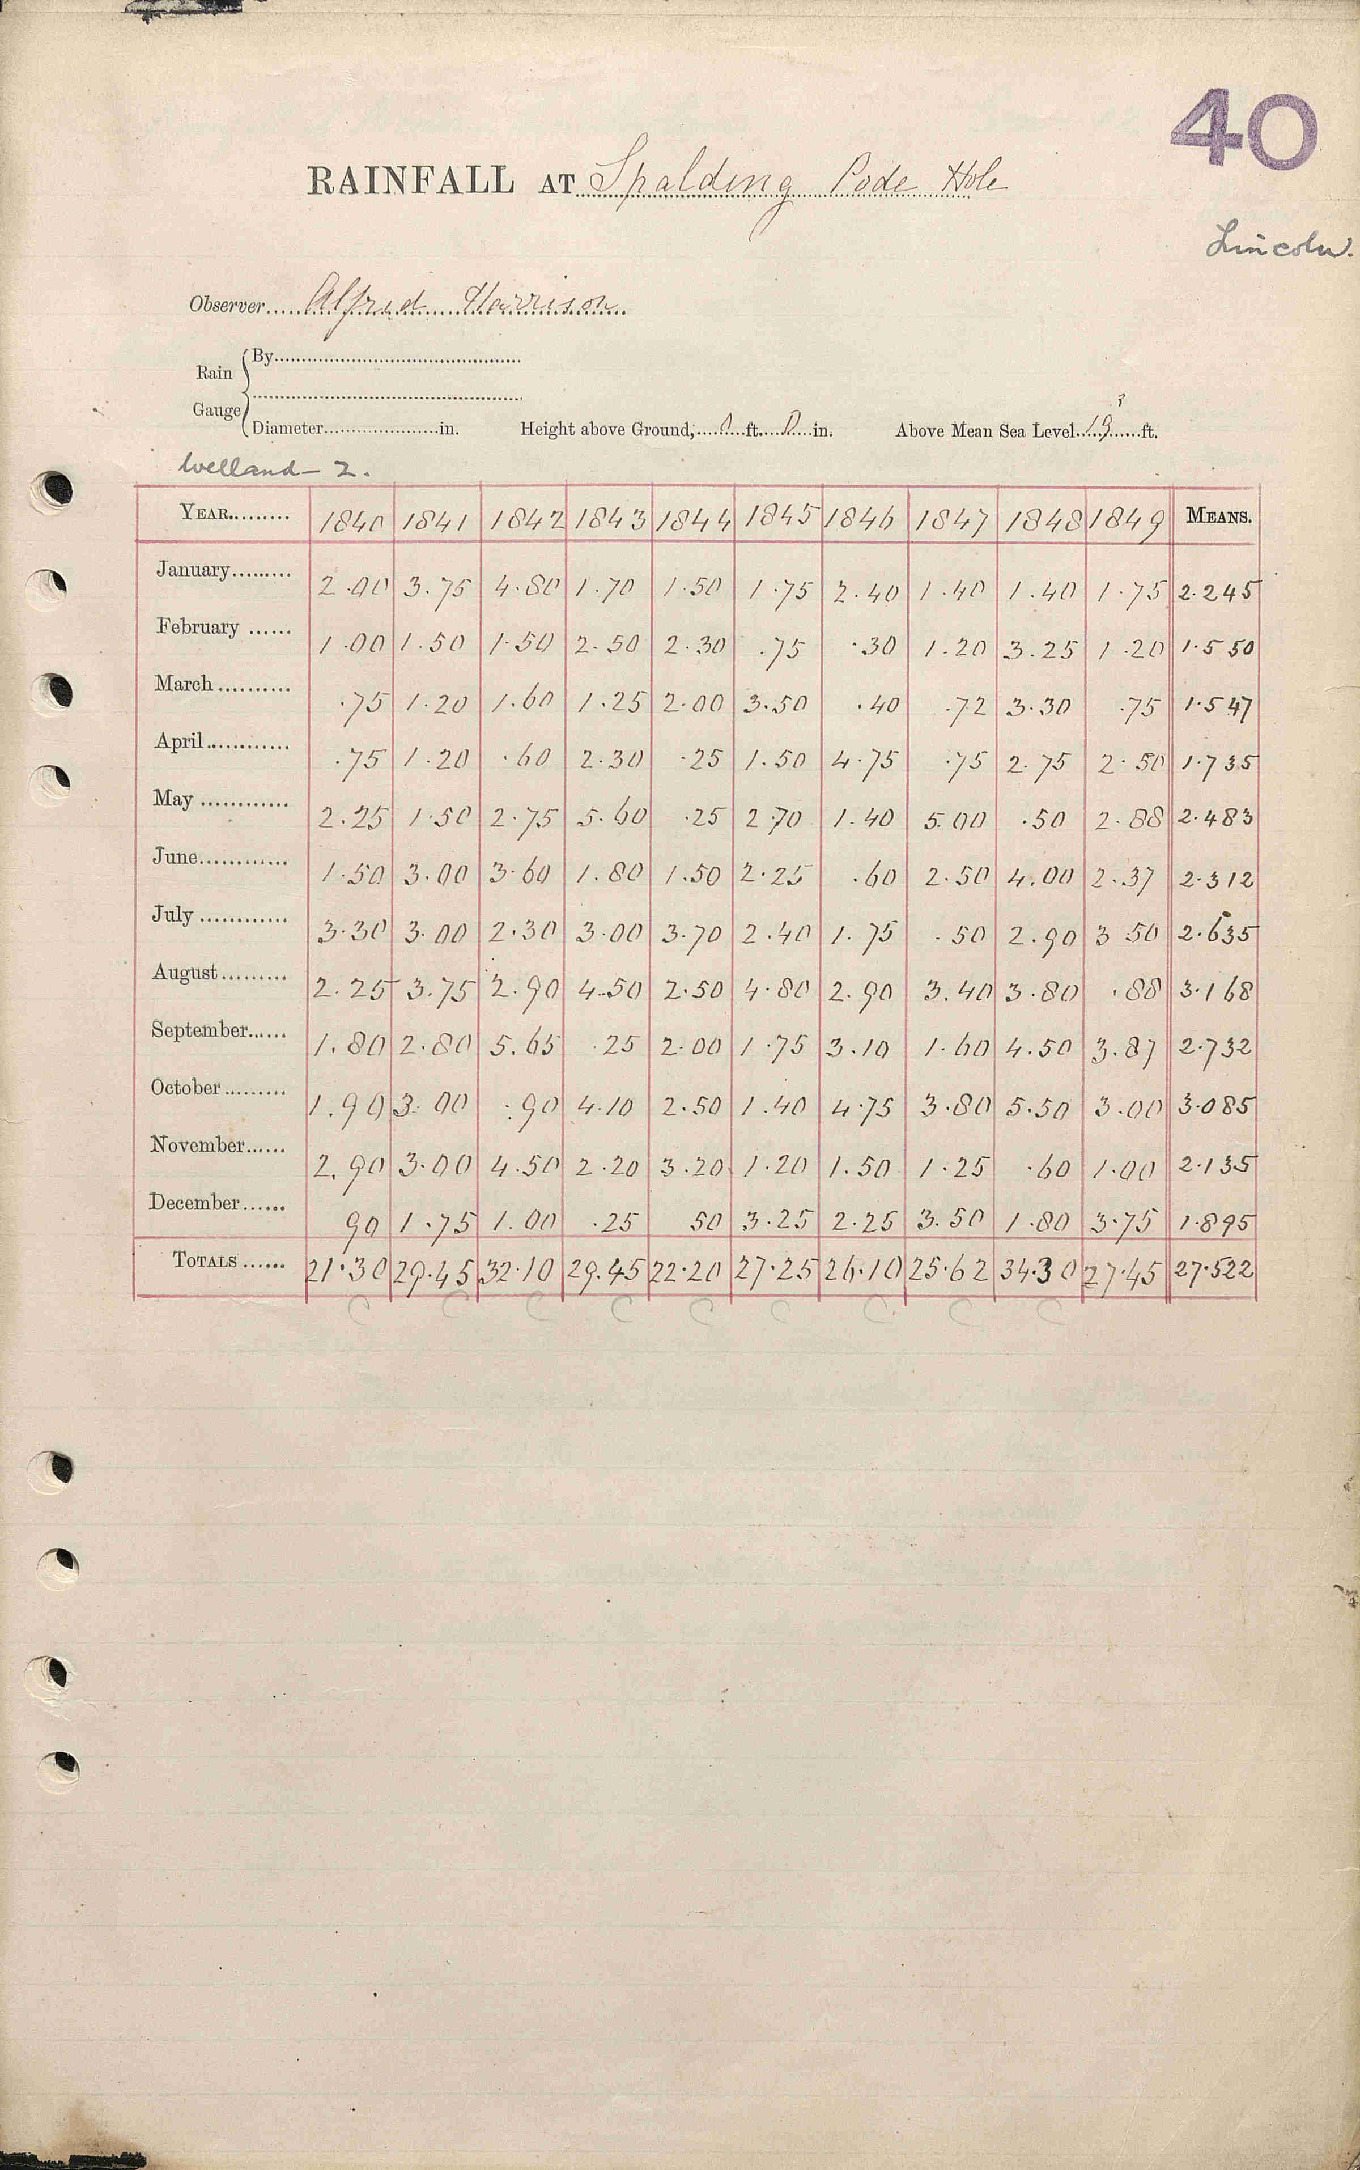 40
RAINFALL AT Spalding Pode Hole
Lincoln.
Observer..... Alfred Harrison
Rain Gauge { By....................
Diameter....................in. Height above Ground, 0 ft. 0 in. Above Mean Sea Level 19 ? ft.
Welland - 2.
YEAR......... 1840 1841 1842 1843 1844 1845 1846 1847 1848 1849 MEANS.
January......... 2.00 3.75 4.80 1.70 1.50 1.75 2.40 1.40 1.40 1.75 2.245
February ...... 1.00 1.50 1.50 2.50 2.30 .75 .30 1.20 3.25 1.20 1.550
March .......... .75 1.20 1.60 1.25 2.00 3.50 .40 .72 3.30 .75 1.547
April............ .75 1.20 .60 2.30 .25 1.50 4.75 .75 2.75 2.50 1.735
May ............ 2.25 1.50 2.75 5.60 .25 2.70 1.40 5.00 .50 2.88 2.483
June............ 1.50 3.00 3.60 1.80 1.50 2.25 .60 2.50 4.00 2.37 2.312
July ............ 3.30 3.00 2.30 3.00 3.70 2.40 1.75 .50 2.90 3 50 2.635
August ......... 2.25 3.75 2.90 4.50 2.50 4.80 2.90 3.40 3.80 .88 3.168
September...... 1.80 2.80 5.65 .25 2.00 1.75 3.10 1.60 4.50 3.87 2.732
October ......... 1.90 3.00 .90 4.10 2.50 1.40 4.75 3.80 5.50 3.00 3.085
November...... 2.90 3.00 4.50 2.20 3.20 1.20 1.50 1.25 .60 1.00 2.135
December...... 90 1.75 1.00 .25 50 3.25 2.25 3.50 1.80 3.75 1.895
TOTALS ...... 21.30 29.45 32.10 29.45 22.20 27.25 26.10 25.62 34.30 27.45 27.522